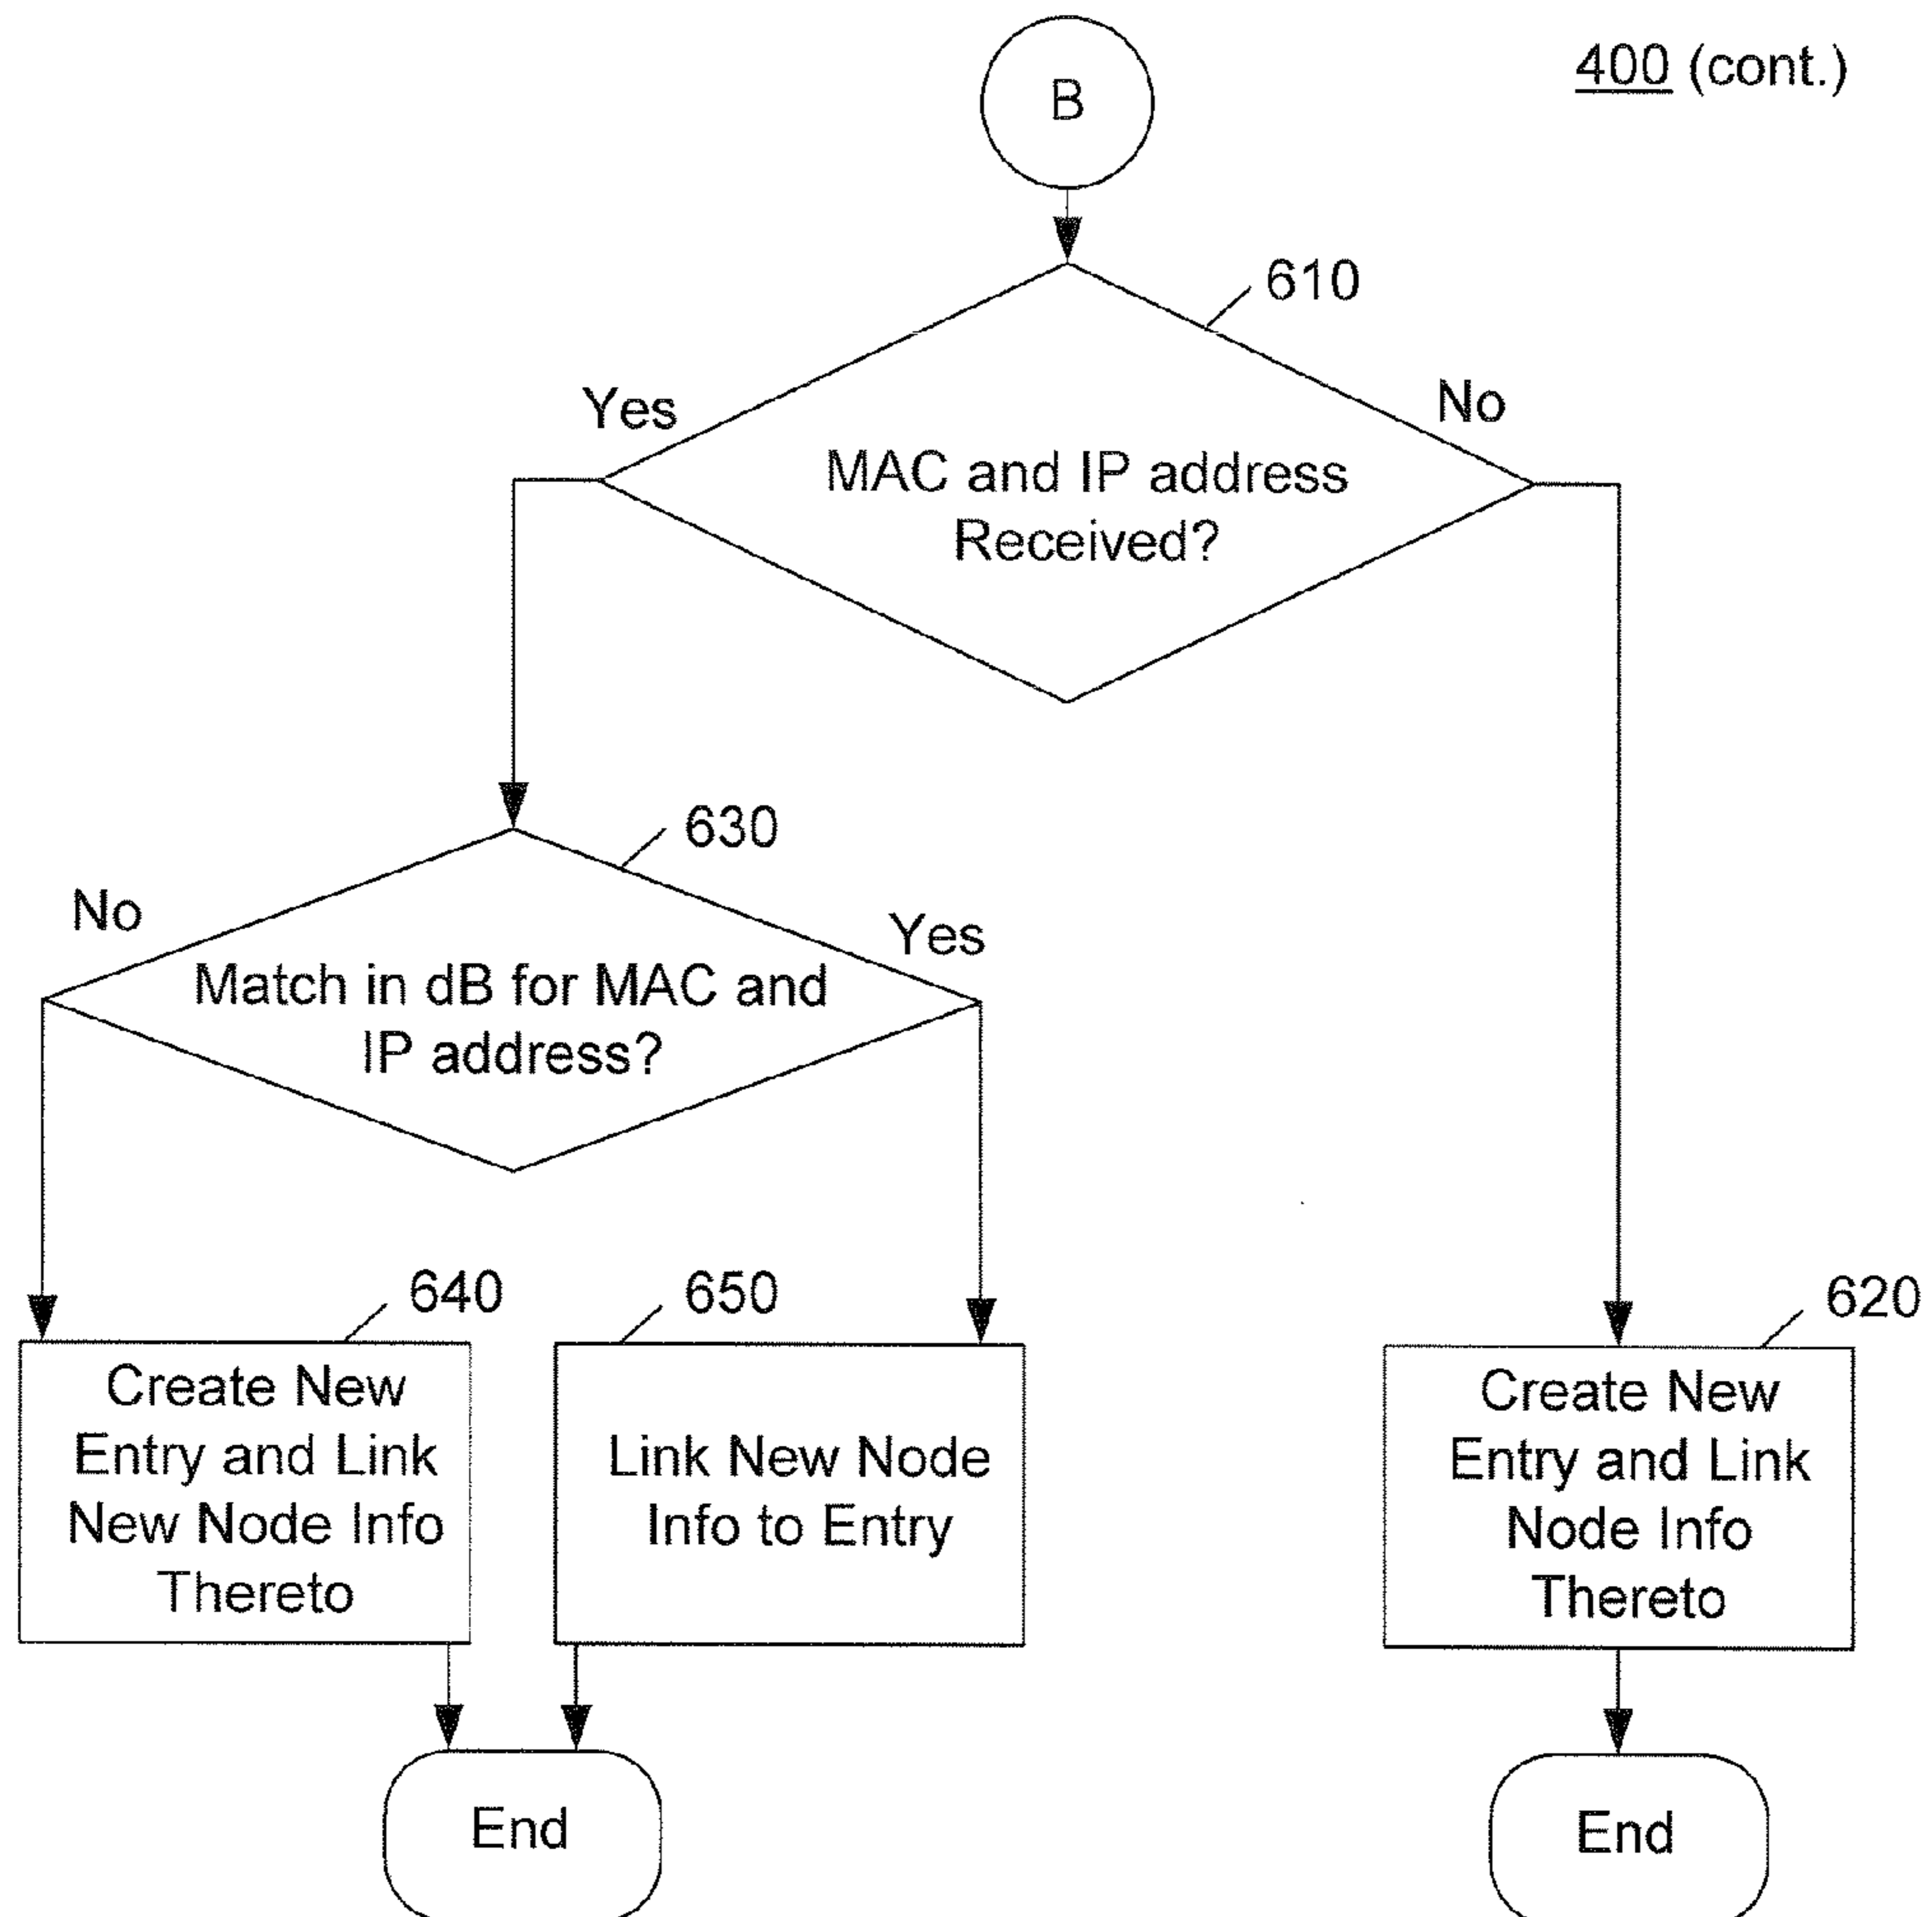 B
400 (cont.)
610
Yes
No
MAC and IP address
Received?
630
No
Yes
Match in dB for MAC and
IP address?
640
650
620
Create New
Entry and Link
New Node Info
Thereto
Link New Node
Info to Entry
Create New
Entry and Link
Node Info
Thereto
End
End